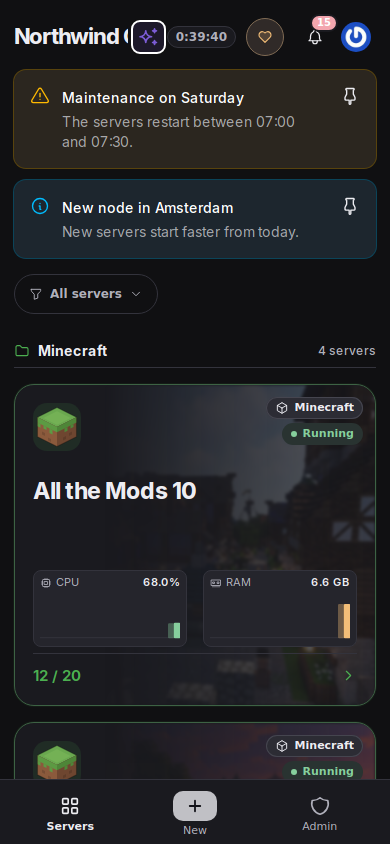 Northwind
0:39:40
15
Maintenance on Saturday
The servers restart between 07:00
and 07:30.
New node in Amsterdam
New servers start faster from today.
All servers
Minecraft
4 servers
Minecraft
Running
All the Mods 10
CPU
68.0%
RAM
6.6 GB
12 / 20
Minecraft
Running
Servers
New
Admin